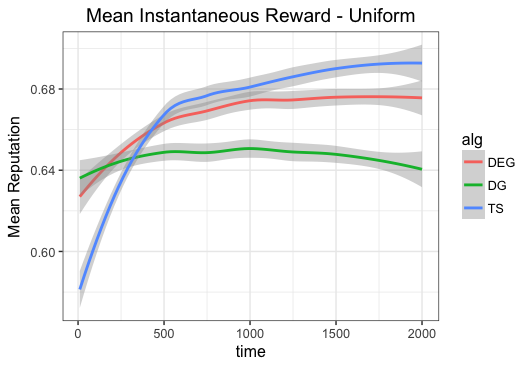 Mean Instantaneous Reward - Uniform
Mean Reputation
0.68
0.64
0.60
0
500
1000
1500
2000
time
alg
DEG
DG
TS